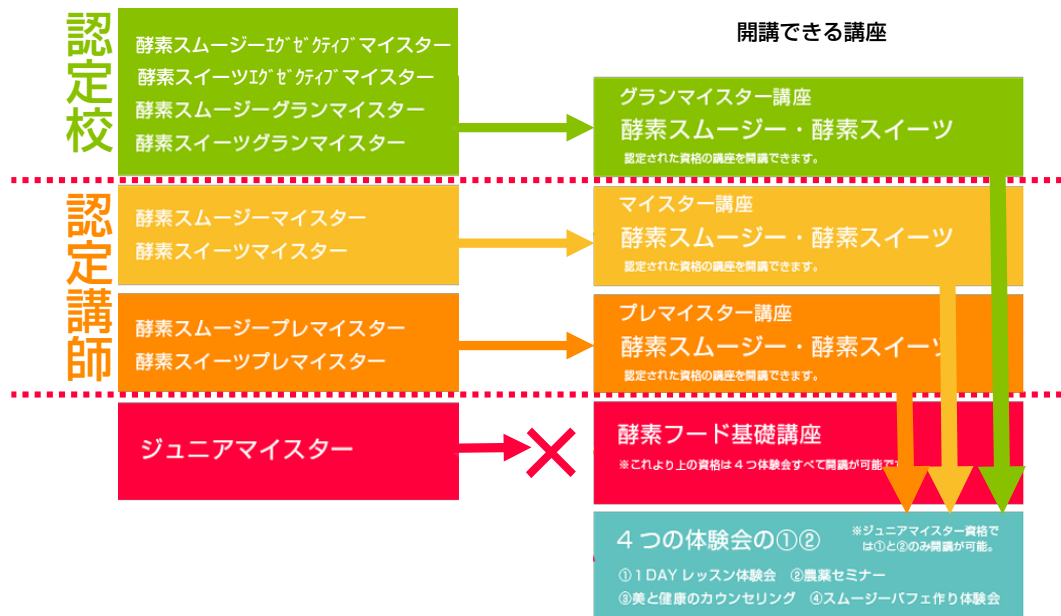 認定校
酵素スムージーｴｸﾞｾﾞｸﾃｨﾌﾞマイスター
酵素スイーツｴｸﾞｾﾞｸﾃｨﾌﾞマイスター
酵素スムージーグランマイスター
酵素スイーツグランマイスター
開講できる講座
グランマイスター講座
酵素スムージー・酵素スイーツ
認定された資格の講座を開講できます。
認定講師
酵素スムージーマイスター
酵素スイーツマイスター
マイスター講座
酵素スムージー・酵素スイーツ
認定された資格の講座を開講できます。
酵素スムージープレマイスター
酵素スイーツプレマイスター
プレマイスター講座
酵素スムージー・酵素スイーツ
認定された資格の講座を開講できます。
ジュニアマイスター
酵素フード基礎講座
※これより上の資格は４つ体験会すべて開講が可能で
４つの体験会の①②
※ジュニアマイスター資格で
は①と②のみ開講が可能。
①１DAY レッスン体験会　②農薬セミナー
③美と健康のカウンセリング　④スムージーパフェ作り体験会